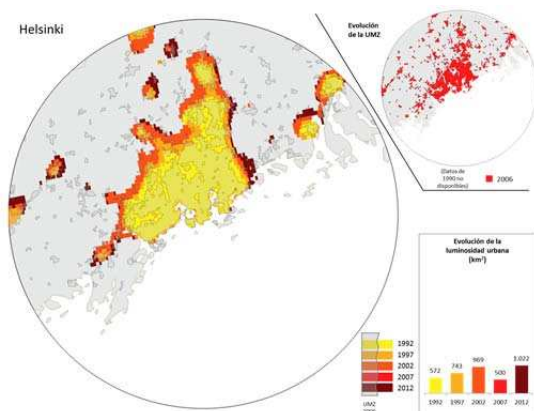 Helsinki
Evolución
de la UMZ
(Datos de
1990 no
disponibles)
2006
Evolución de la
luminosidad urbana
(km²)
572
743
969
500
1.022
1992
1997
2002
2007
2012
1992
1997
2002
2007
2012
UMZ